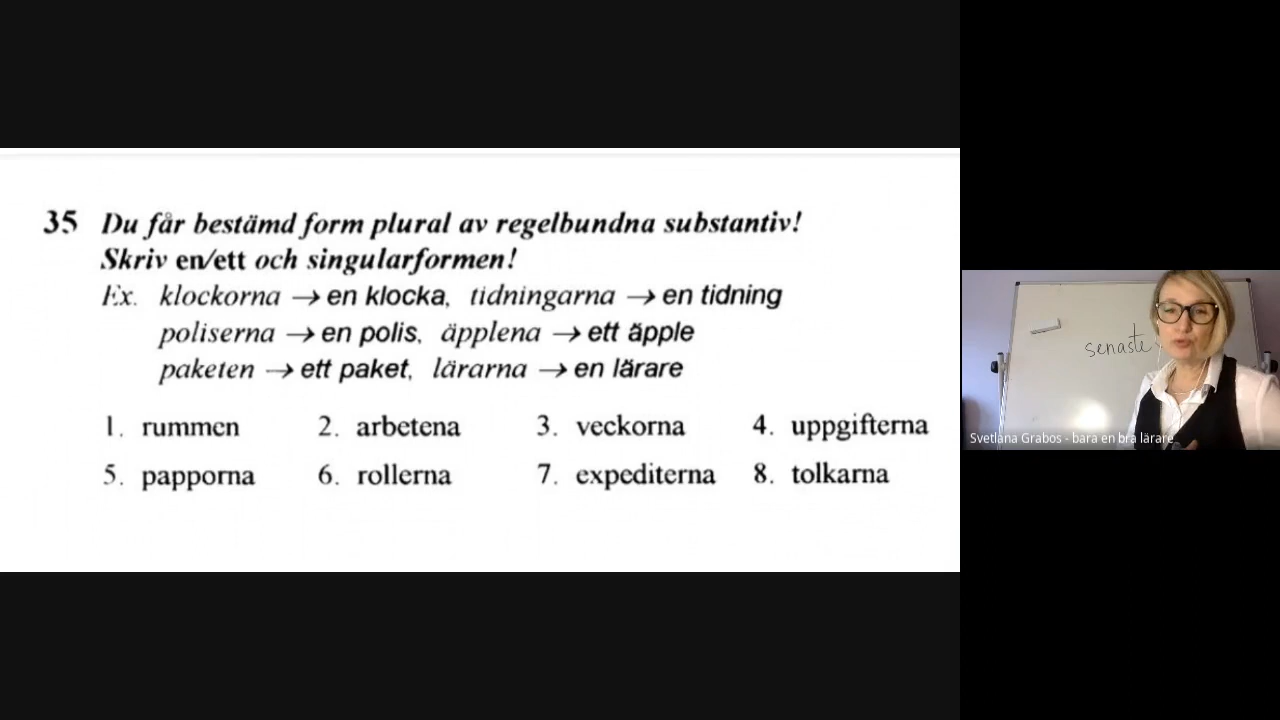 35 Du får bestämd form plural av regelbundna substantiv!
Skriv en/ett och singularformen!
Ex. klockorna → en klocka, tidningarna → en tidning
poliserna → en polis, äpplena → ett äpple
paketen → ett paket, lärarna → en lärare
1. rummen 2. arbetena 3. veckorna 4. uppgifterna
5. papporna 6. rollerna 7. expediterna 8. tolkarna
senaste
Svetlana Grabos - bara en bra lärare